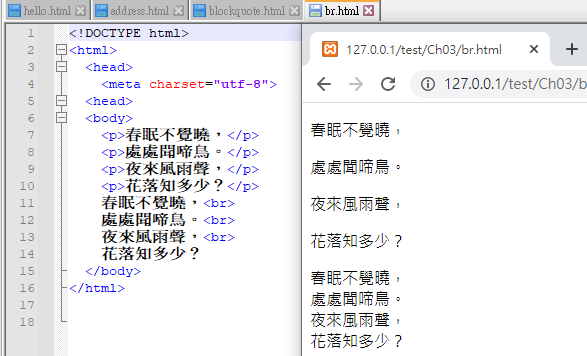 hello.html address.html blockquote.html br.html
1 <!DOCTYPE html>
2 <html>
3 <head>
4 <meta charset="utf-8">
5 <head>
6 <body>
7 <p>春眠不覺曉，</p>
8 <p>處處聞啼鳥。</p>
9 <p>夜來風雨聲，</p>
10 <p>花落知多少？</p>
11 春眠不覺曉，<br>
12 處處聞啼鳥。<br>
13 夜來風雨聲，<br>
14 花落知多少？
15 </body>
16 </html>
17
18
127.0.0.1/test/Ch03/br.html
127.0.0.1/test/Ch03/b
春眠不覺曉，
處處聞啼鳥。
夜來風雨聲，
花落知多少？
春眠不覺曉，
處處聞啼鳥。
夜來風雨聲，
花落知多少？